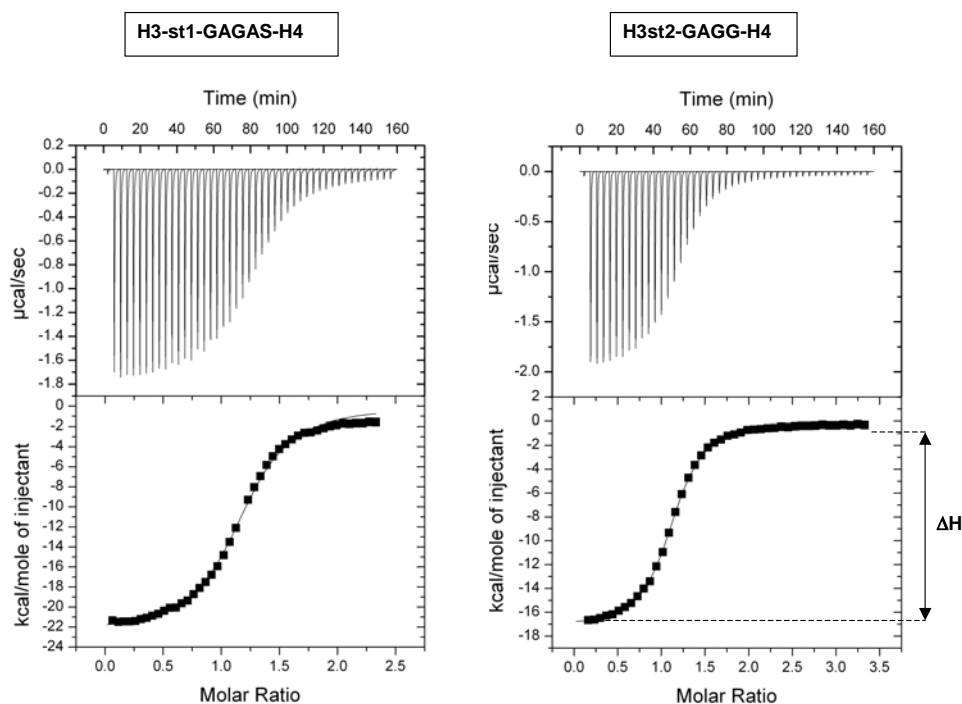 H3-st1-GAGAS-H4
Time (min)
0 20 40 60 80 100 120 140 160
0.2
0.0
-0.2
-0.4
-0.6
-0.8
-1.0
-1.2
-1.4
-1.6
-1.8
µcal/sec
0
-2
-4
-6
-8
-10
-12
-14
-16
-18
-20
-22
-24
kcal/mole of injectant
0.0 0.5 1.0 1.5 2.0 2.5
Molar Ratio
H3st2-GAGG-H4
Time (min)
0 20 40 60 80 100 120 140 160
0.0
-0.5
-1.0
-1.5
-2.0
2
µcal/sec
0
-2
-4
-6
-8
-10
-12
-14
-16
-18
kcal/mole of injectant
0.0 0.5 1.0 1.5 2.0 2.5 3.0 3.5
Molar Ratio
ΔH